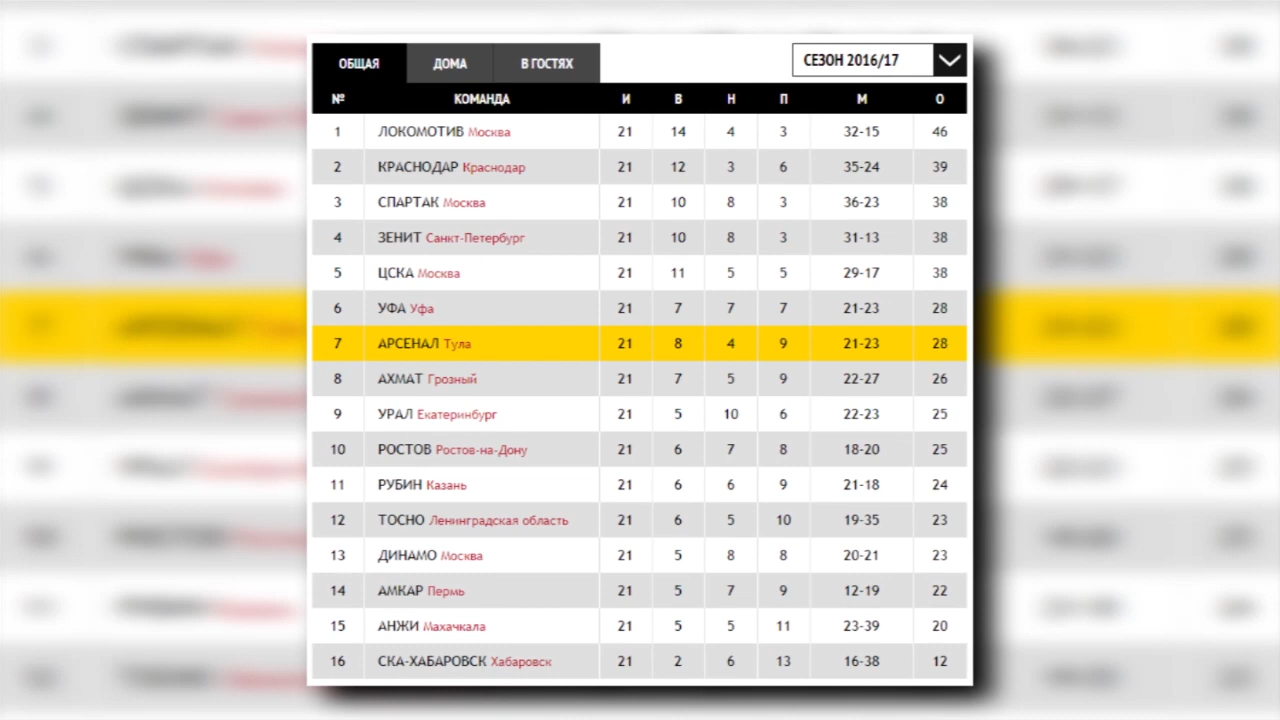 ОБЩАЯ ДОМА В ГОСТЯХ СЕЗОН 2016/17
№ КОМАНДА И В Н П М О
1 ЛОКОМОТИВ Москва 21 14 4 3 32-15 46
2 КРАСНОДАР Краснодар 21 12 3 6 35-24 39
3 СПАРТАК Москва 21 10 8 3 36-23 38
4 ЗЕНИТ Санкт-Петербург 21 10 8 3 31-13 38
5 ЦСКА Москва 21 11 5 5 29-17 38
6 УФА Уфа 21 7 7 7 21-23 28
7 АРСЕНАЛ Тула 21 8 4 9 21-23 28
8 АХМАТ Грозный 21 7 5 9 22-27 26
9 УРАЛ Екатеринбург 21 5 10 6 22-23 25
10 РОСТОВ Ростов-на-Дону 21 6 7 8 18-20 25
11 РУБИН Казань 21 6 6 9 21-18 24
12 ТОСНО Ленинградская область 21 6 5 10 19-35 23
13 ДИНАМО Москва 21 5 8 8 20-21 23
14 АМКАР Пермь 21 5 7 9 12-19 22
15 АНЖИ Махачкала 21 5 5 11 23-39 20
16 СКА-ХАБАРОВСК Хабаровск 21 2 6 13 16-38 12